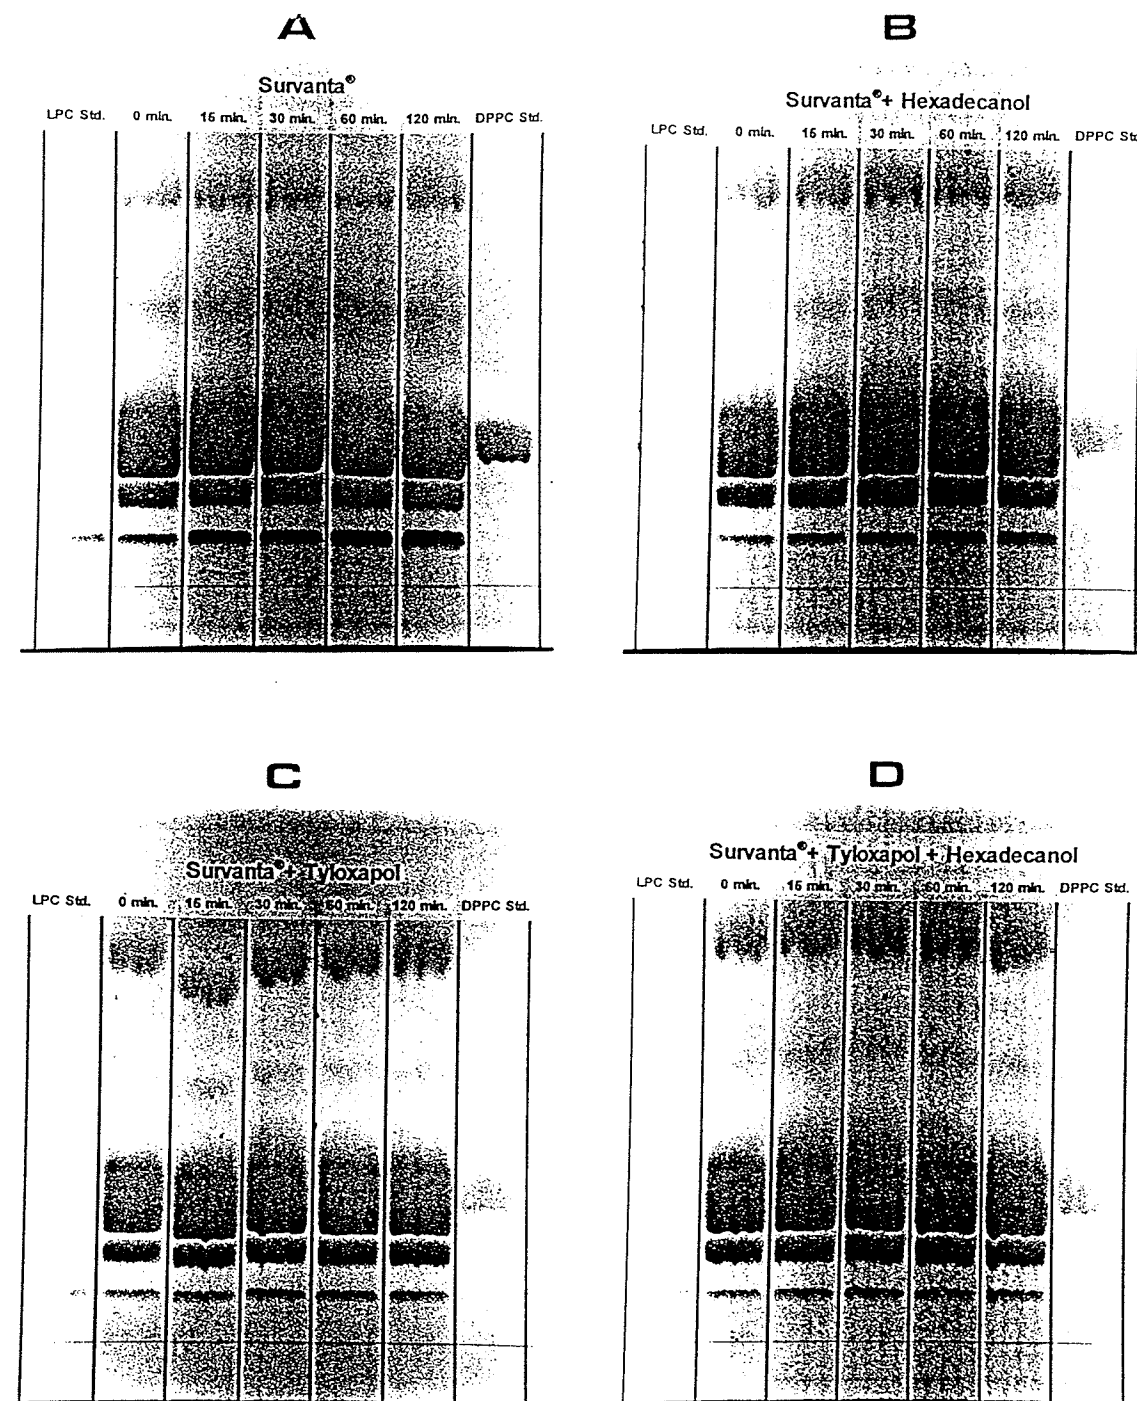 A
Survanta®
LPC Std. 0 min. 15 min. 30 min. 60 min. 120 min. DPPC Std.
B
Survanta®+ Hexadecanol
LPC Std. 0 min. 15 min. 30 min. 60 min. 120 min. DPPC Std
C
Survanta®+ Tyloxapol
LPC Std. 0 min. 15 min. 30 min. 60 min. 120 min. DPPC Std.
D
Survanta®+ Tyloxapol + Hexadecanol
LPC Std. 0 min. 15 min. 30 min. 60 min. 120 min. DPPC Std.